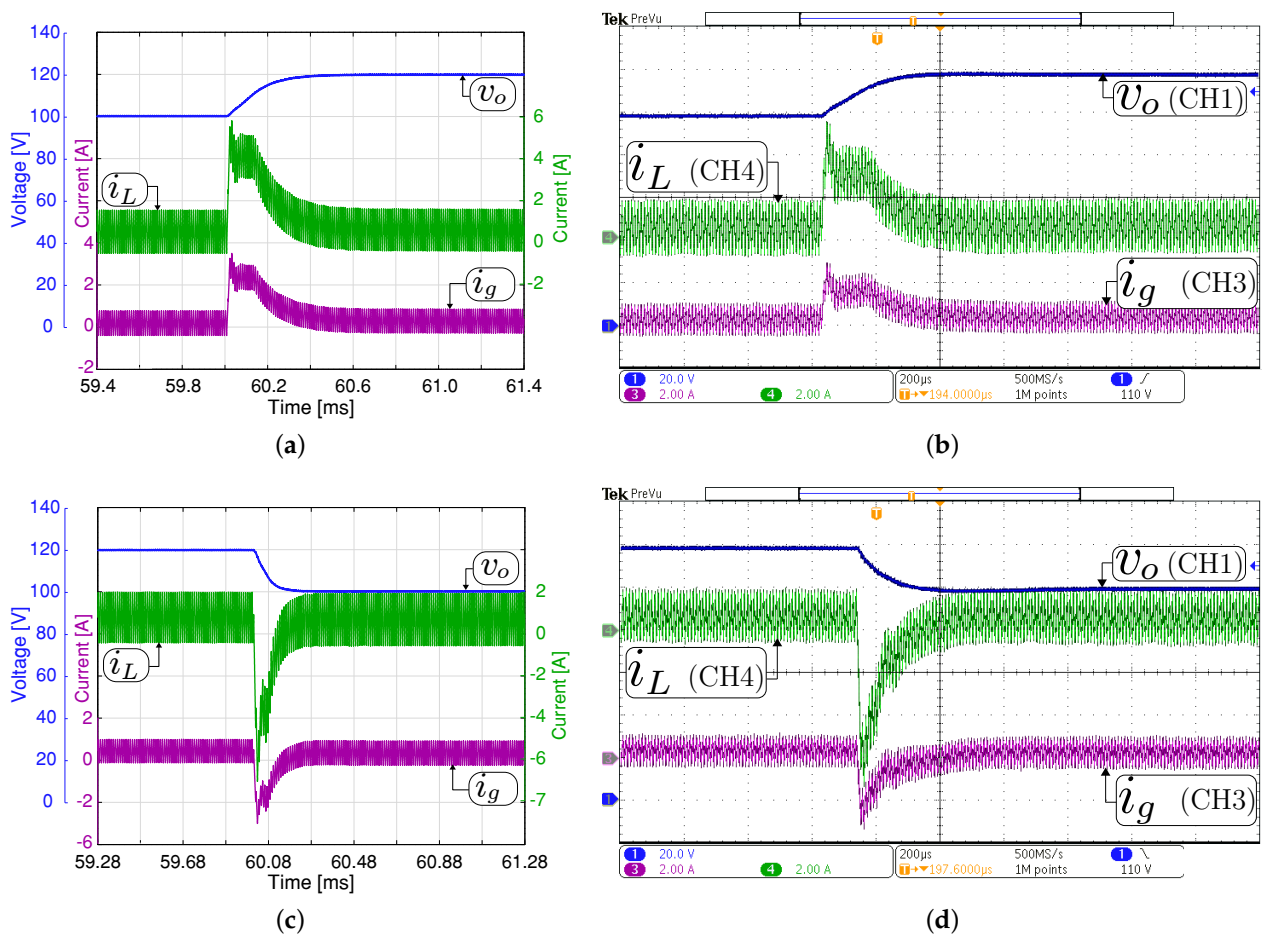 140
120
100
80
60
40
20
0
Voltage [V]
4
2
0
-2
Current [A]
6
4
2
0
-2
Current [A]
v_o
i_L
i_g
59.4 59.8 60.2 60.6 61.0 61.4
Time [ms]
(a)
Tek PreVu
T
T
v_o (CH1)
i_L (CH4)
i_g (CH3)
4
1
1 20.0 V
3 2.00 A 4 2.00 A
200µs 500MS/s 1
T→▼194.0000µs 1M points 110 V
(b)
140
120
100
80
60
40
20
0
Voltage [V]
2
0
-2
-6
Current [A]
2
0
-2
-4
-6
-7
Current [A]
v_o
i_L
i_g
59.28 59.68 60.08 60.48 60.88 61.28
Time [ms]
(c)
Tek PreVu
T
T
v_o (CH1)
i_L (CH4)
i_g (CH3)
4
3
1
1 20.0 V
3 2.00 A 4 2.00 A
200µs 500MS/s 1
T→▼197.6000µs 1M points 110 V
(d)